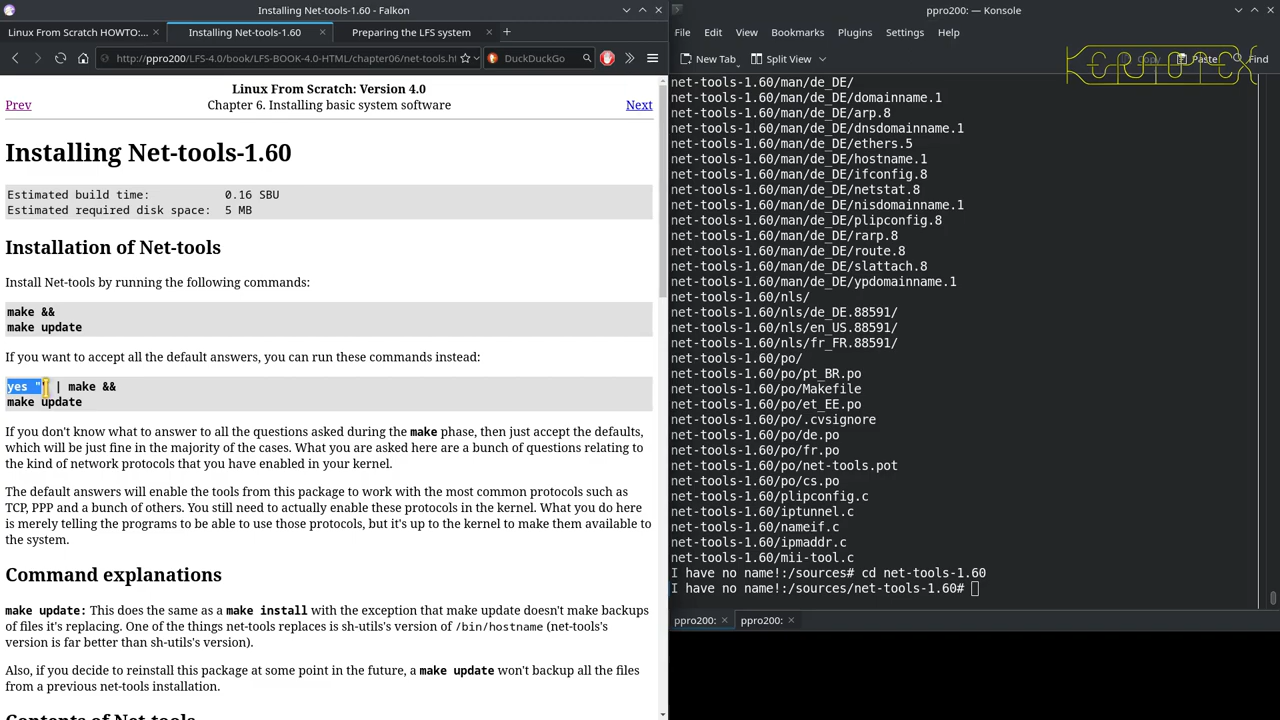 Installing Net-tools-1.60 - Falkon
Linux From Scratch HOWTO:...
Installing Net-tools-1.60
Preparing the LFS system
http://ppro200/LFS-4.0/book/LFS-BOOK-4.0-HTML/chapter06/net-tools.ht
DuckDuckGo
Linux From Scratch: Version 4.0
Prev
Chapter 6. Installing basic system software
Next
Installing Net-tools-1.60
Estimated build time: 0.16 SBU
Estimated required disk space: 5 MB
Installation of Net-tools
Install Net-tools by running the following commands:
make &&
make update
If you want to accept all the default answers, you can run these commands instead:
yes "" | make &&
make update
If you don't know what to answer to all the questions asked during the make phase, then just accept the defaults,
which will be just fine in the majority of the cases. What you are asked here are a bunch of questions relating to
the kind of network protocols that you have enabled in your kernel.
The default answers will enable the tools from this package to work with the most common protocols such as
TCP, PPP and a bunch of others. You still need to actually enable these protocols in the kernel. What you do here
is merely telling the programs to be able to use those protocols, but it's up to the kernel to make them available to
the system.
Command explanations
make update: This does the same as a make install with the exception that make update doesn't make backups
of files it's replacing. One of the things net-tools replaces is sh-utils's version of /bin/hostname (net-tools's
version is far better than sh-utils's version).
Also, if you decide to reinstall this package at some point in the future, a make update won't backup all the files
from a previous net-tools installation.
Contents of Net-tools
ppro200: — Konsole
File Edit View Bookmarks Plugins Settings Help
New Tab Split View Copy Paste Find
net-tools-1.60/man/de_DE/
net-tools-1.60/man/de_DE/domainname.1
net-tools-1.60/man/de_DE/arp.8
net-tools-1.60/man/de_DE/dnsdomainname.1
net-tools-1.60/man/de_DE/ethers.5
net-tools-1.60/man/de_DE/hostname.1
net-tools-1.60/man/de_DE/ifconfig.8
net-tools-1.60/man/de_DE/netstat.8
net-tools-1.60/man/de_DE/nisdomainname.1
net-tools-1.60/man/de_DE/plipconfig.8
net-tools-1.60/man/de_DE/rarp.8
net-tools-1.60/man/de_DE/route.8
net-tools-1.60/man/de_DE/slattach.8
net-tools-1.60/man/de_DE/ypdomainname.1
net-tools-1.60/nls/
net-tools-1.60/nls/de_DE.88591/
net-tools-1.60/nls/en_US.88591/
net-tools-1.60/nls/fr_FR.88591/
net-tools-1.60/po/
net-tools-1.60/po/pt_BR.po
net-tools-1.60/po/Makefile
net-tools-1.60/po/et_EE.po
net-tools-1.60/po/.cvsignore
net-tools-1.60/po/de.po
net-tools-1.60/po/fr.po
net-tools-1.60/po/net-tools.pot
net-tools-1.60/po/cs.po
net-tools-1.60/plipconfig.c
net-tools-1.60/iptunnel.c
net-tools-1.60/nameif.c
net-tools-1.60/ipmaddr.c
net-tools-1.60/mii-tool.c
I have no name!:/sources# cd net-tools-1.60
I have no name!:/sources/net-tools-1.60#
ppro200: ppro200: